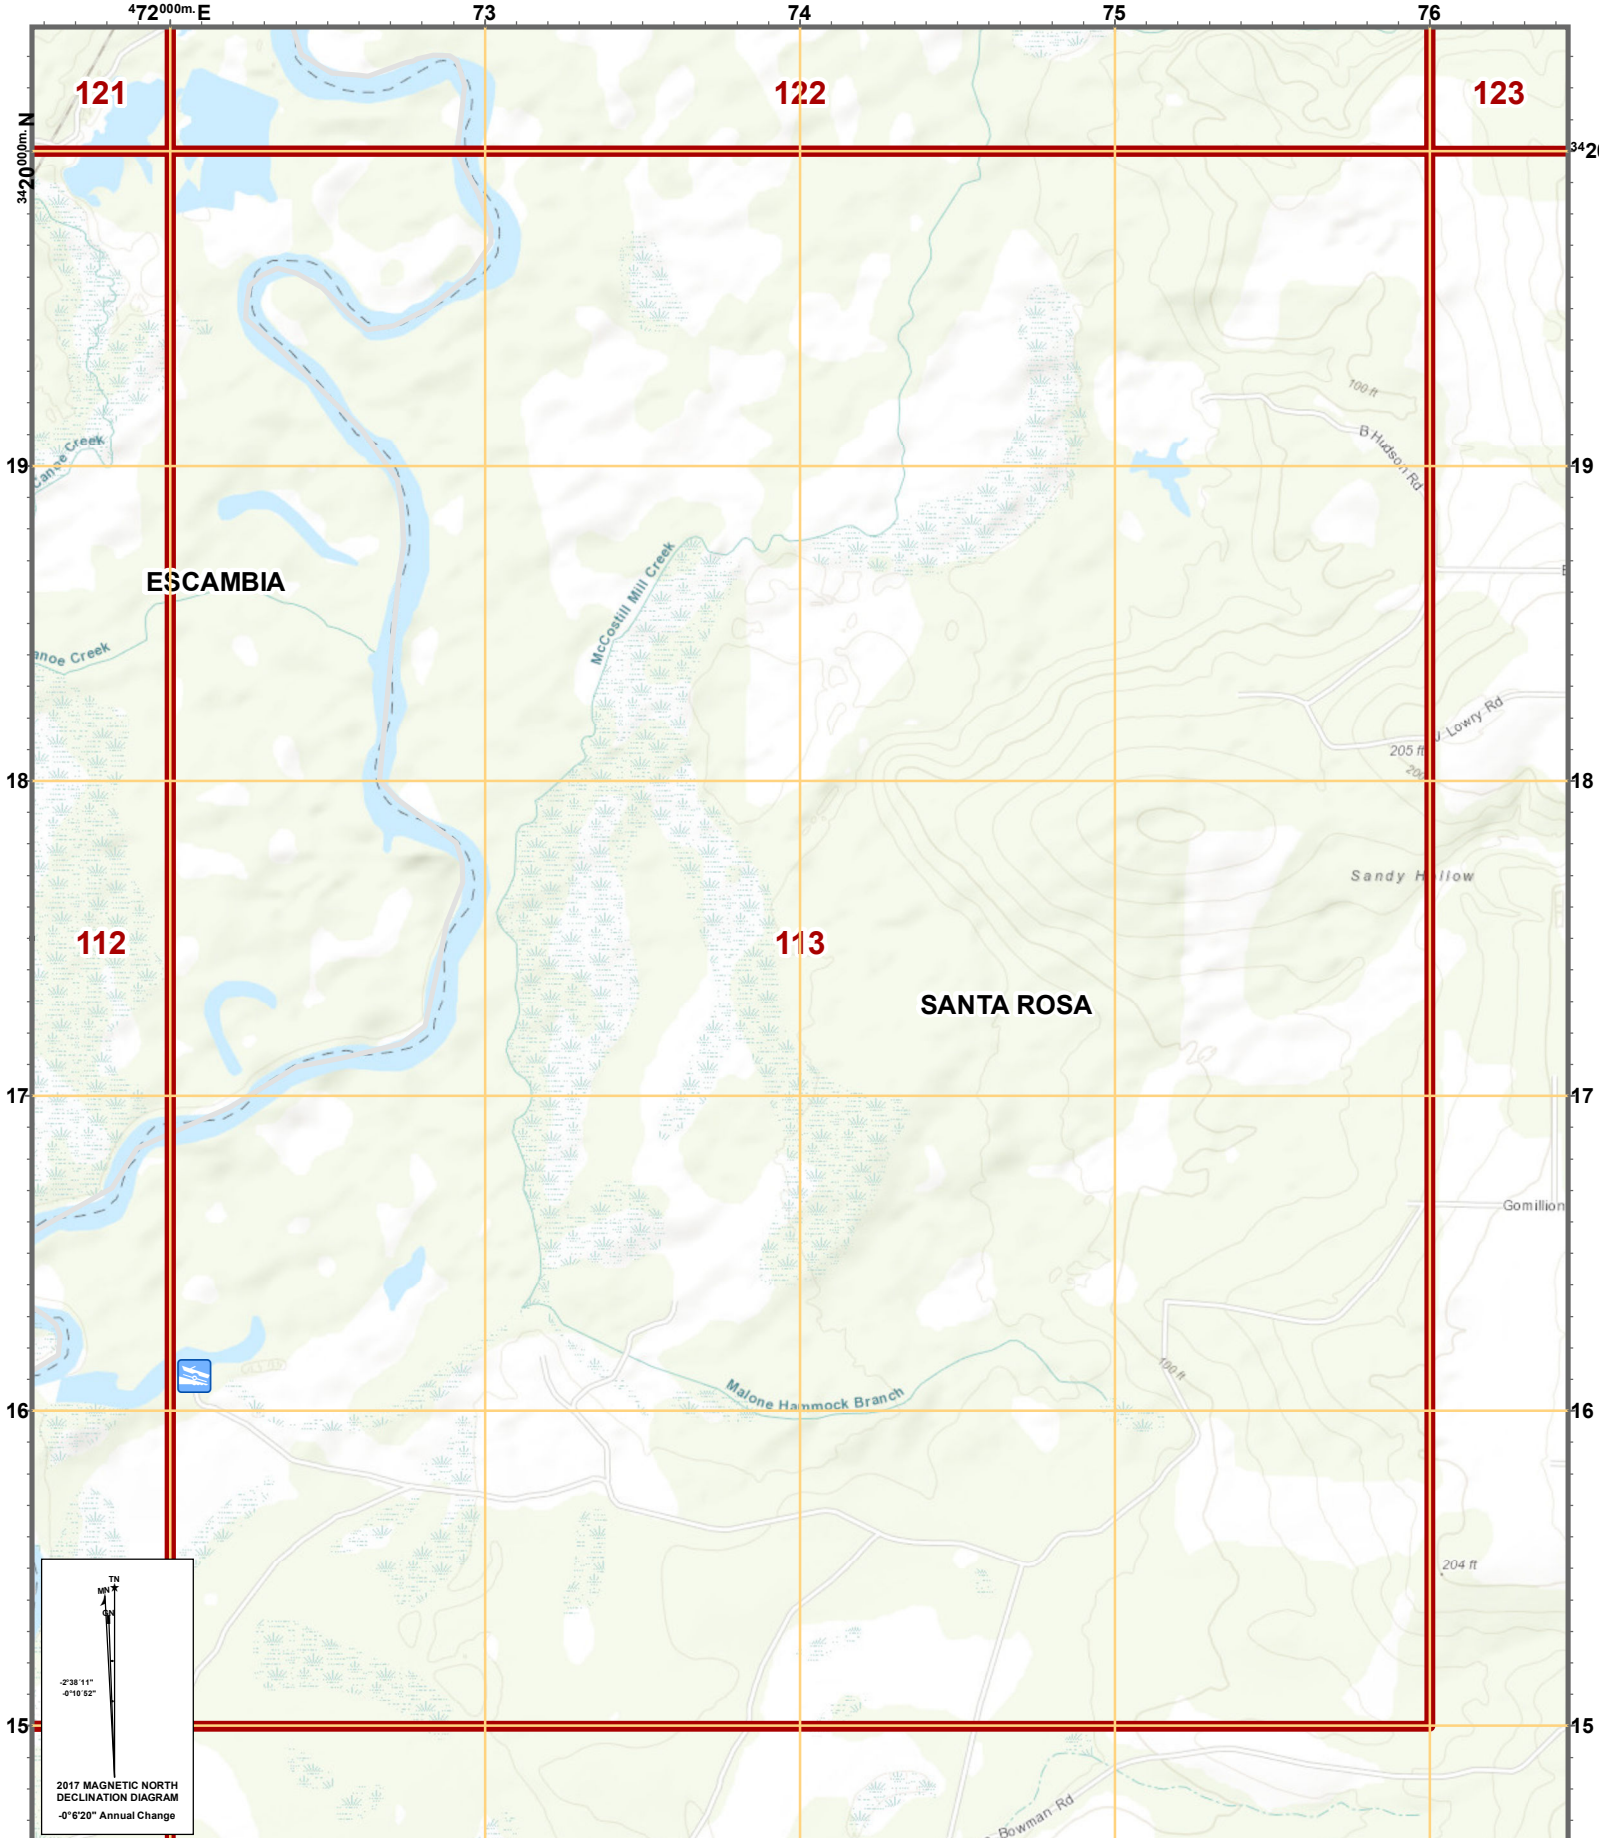 472000m. E
73
74
75
76
121
122
123
3420000m. N
100 ft
B Hudson Rd
19
19
Canoe Creek
McCostill Mill Creek
ESCAMBIA
anoe Creek
J Lowry Rd
205 ft
18
18
Sandy Hollow
112
113
SANTA ROSA
17
17
Gomillion
100 ft
Malone Hammock Branch
16
16
204 ft
TN
MN
GN
-2°38'11"
-0°10'52"
15
15
2017 MAGNETIC NORTH
DECLINATION DIAGRAM
-0°6'20" Annual Change
Bowman Rd